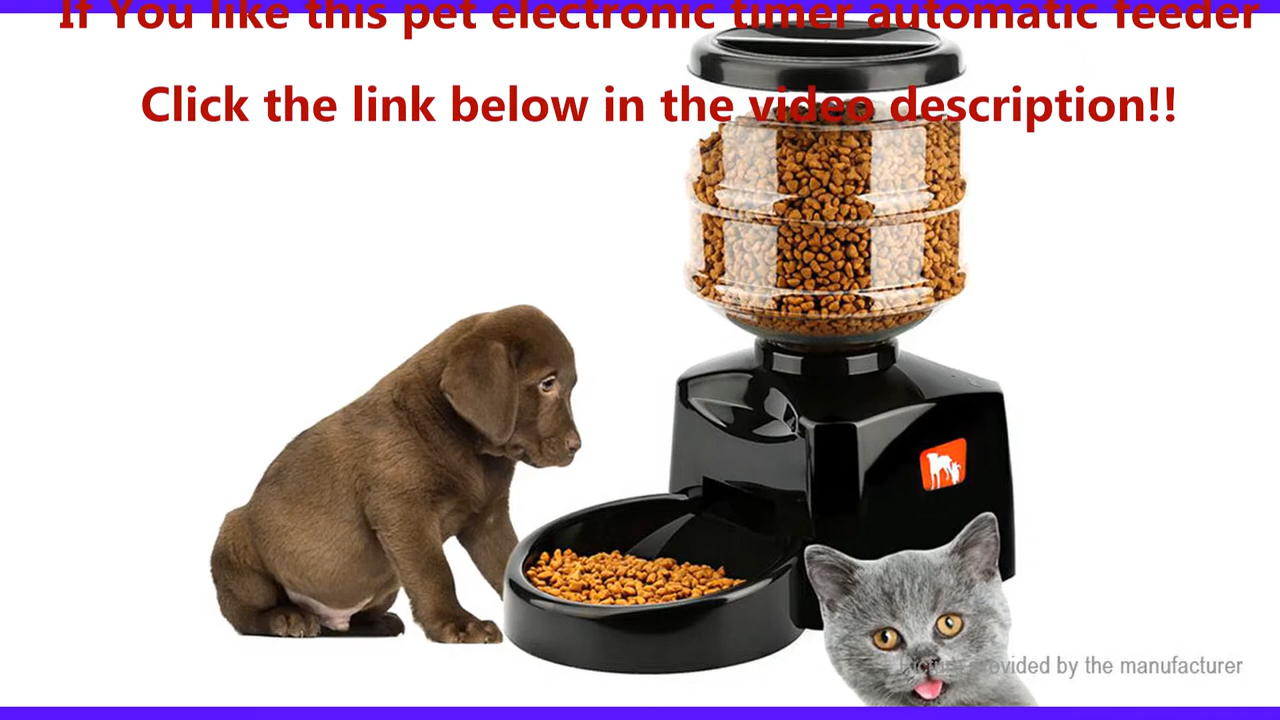 If You like this pet electronic timer automatic feeder
Click the link below in the video description!!
Picture provided by the manufacturer